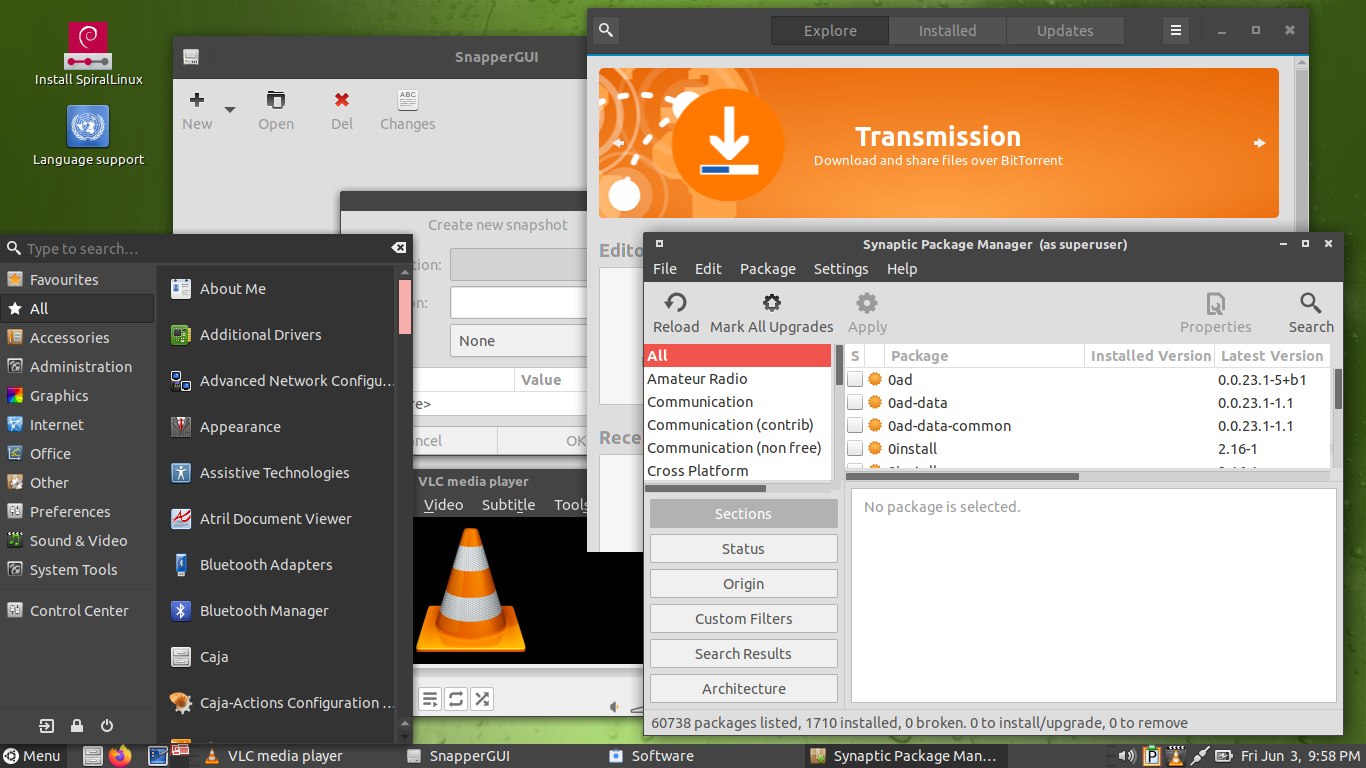 Install SpiralLinux
Language support
SnapperGUI
New
Open
Del
ABC
Changes
Create new snapshot
None
Value
OK
Explore
Installed
Updates
Transmission
Download and share files over BitTorrent
Type to search…
Favourites
All
Accessories
Administration
Graphics
Internet
Office
Other
Preferences
Sound & Video
System Tools
Control Center
About Me
Additional Drivers
Advanced Network Configu…
Appearance
Assistive Technologies
Atril Document Viewer
Bluetooth Adapters
Bluetooth Manager
Caja
Caja-Actions Configuration …
VLC media player
Video
Subtitle
Tools
Synaptic Package Manager (as superuser)
File
Edit
Package
Settings
Help
Reload
Mark All Upgrades
Apply
Properties
Search
All
Amateur Radio
Communication
Communication (contrib)
Communication (non free)
Cross Platform
S
Package
Installed Version
Latest Version
0ad
0.0.23.1-5+b1
0ad-data
0.0.23.1-1.1
0ad-data-common
0.0.23.1-1.1
0install
2.16-1
Sections
Status
Origin
Custom Filters
Search Results
Architecture
No package is selected.
60738 packages listed, 1710 installed, 0 broken. 0 to install/upgrade, 0 to remove
Menu
VLC media player
SnapperGUI
Software
Synaptic Package Man…
Fri Jun 3, 9:58 PM